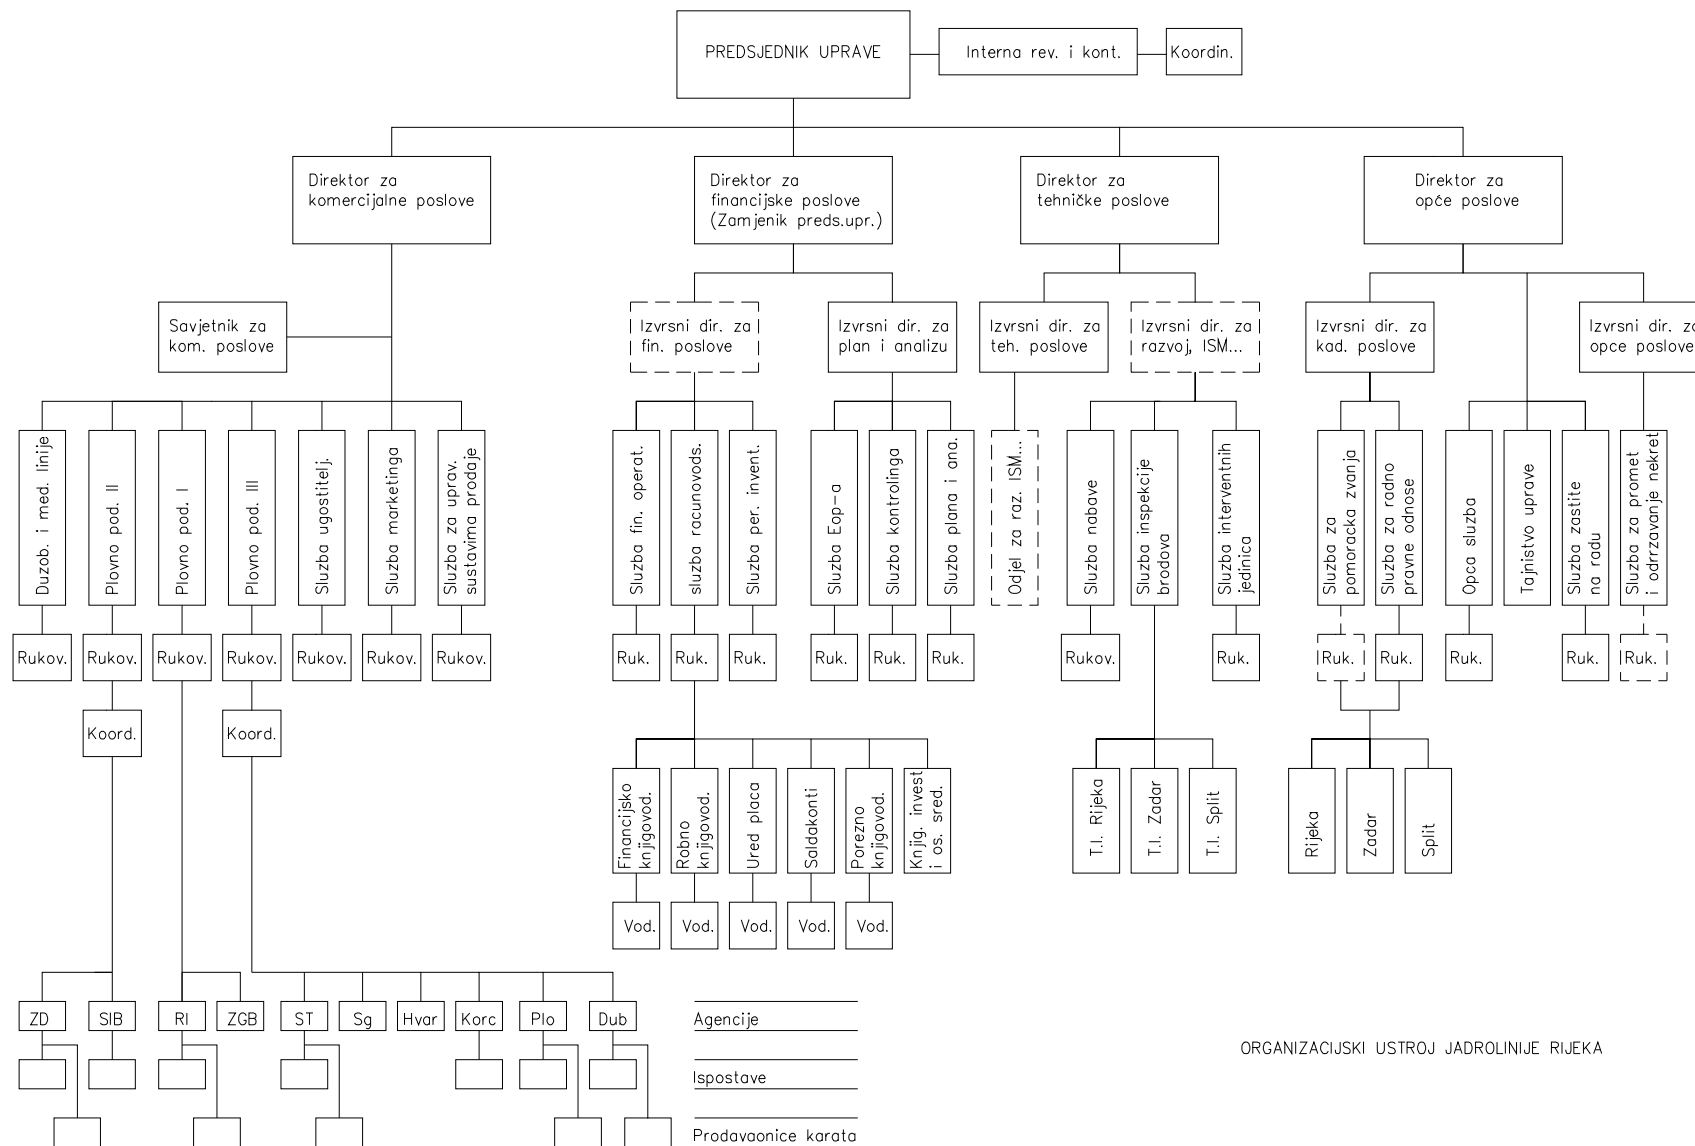 PREDSJEDNIK UPRAVE
Interna rev. i kont.
Koordin.
Direktor za
komercijalne poslove
Direktor za
financijske poslove
(Zamjenik preds.upr.)
Direktor za
tehničke poslove
Direktor za
opće poslove
Savjetnik za
kom. poslove
Izvrsni dir. za
fin. poslove
Izvrsni dir. za
plan i analizu
Izvrsni dir. za
teh. poslove
Izvrsni dir. za
razvoj, ISM...
Izvrsni dir. za
kad. poslove
Izvrsni dir. za
opce poslove
Duzob. i med. linije
Plovno pod. II
Plovno pod. I
Plovno pod. III
Sluzba ugostitelj.
Sluzba marketinga
Sluzba za uprav.
sustavima prodaje
Sluzba fin. operat.
sluzba racunovods.
Sluzba per. invent.
Sluzba Eop-a
Sluzba kontrolinga
Sluzba plana i ana.
Odjel za raz. ISM...
Sluzba nabave
Sluzba inspekcije
brodova
Sluzba interventnih
jedinica
Sluzba za
pomoracka zvanja
Sluzba za radno
pravne odnose
Opca sluzba
Tajnistvo uprave
Sluzba zastite
na radu
Sluzba za promet
i odrrzavanje nekret
Rukov.
Rukov.
Rukov.
Rukov.
Rukov.
Rukov.
Rukov.
Ruk.
Ruk.
Ruk.
Ruk.
Ruk.
Ruk.
Rukov.
Ruk.
Ruk.
Ruk.
Ruk.
Ruk.
Ruk.
Koord.
Koord.
Financijsko
knjigovod.
Robno
knjigovod.
Ured placa
Saldakonti
Porezno
knjigovod.
Knjig. invest
i os. sred.
T.I. Rijeka
T.I. Zadar
T.I. Split
Rijeka
Zadar
Split
Vod.
Vod.
Vod.
Vod.
Vod.
ZD
SIB
RI
ZGB
ST
Sg
Hvar
Korc
Plo
Dub
Agencije
ORGANIZACIJSKI USTROJ JADROLINIJE RIJEKA
Ispostave
Prodavaonice karata